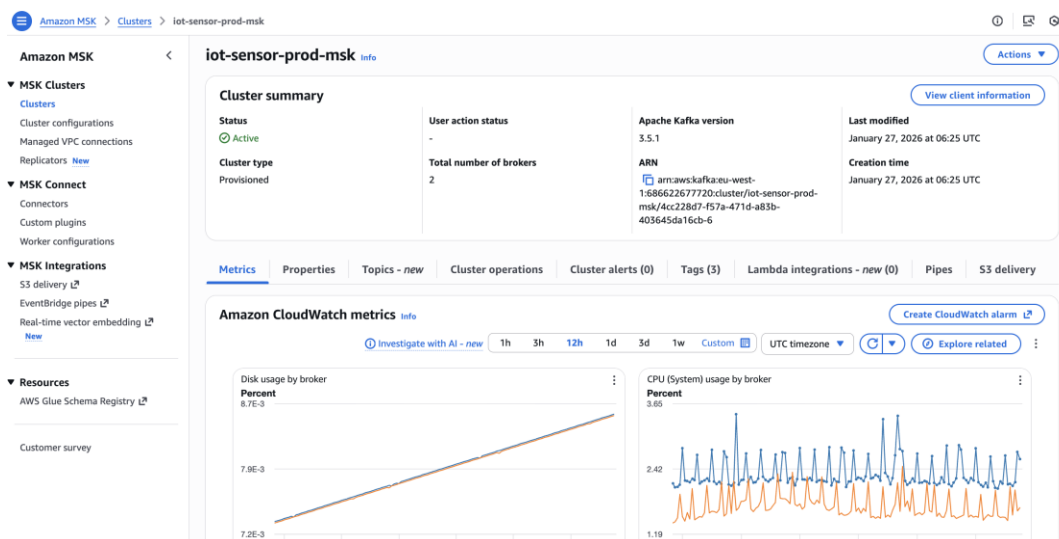 Amazon MSK > Clusters > iot-sensor-prod-msk
Amazon MSK
MSK Clusters
Clusters
Cluster configurations
Managed VPC connections
Replicators New
MSK Connect
Connectors
Custom plugins
Worker configurations
MSK Integrations
S3 delivery
EventBridge pipes
Real-time vector embedding
New
Resources
AWS Glue Schema Registry
Customer survey
iot-sensor-prod-msk Info
Actions
Cluster summary
View client information
Status
Active
Cluster type
Provisioned
User action status
-
Total number of brokers
2
Apache Kafka version
3.5.1
ARN
arn:aws:kafka:eu-west-
1:686622677720:cluster/iot-sensor-prod-
msk/4cc228d7-f57a-471d-a83b-
403645da16cb-6
Last modified
January 27, 2026 at 06:25 UTC
Creation time
January 27, 2026 at 06:25 UTC
Metrics Properties Topics - new Cluster operations Cluster alerts (0) Tags (3) Lambda integrations - new (0) Pipes S3 delivery
Amazon CloudWatch metrics Info
Create CloudWatch alarm
Investigate with AI - new 1h 3h 12h 1d 3d 1w Custom UTC timezone Explore related
Disk usage by broker
Percent
8.7E-3
7.9E-3
7.2E-3
CPU (System) usage by broker
Percent
3.65
2.42
1.19